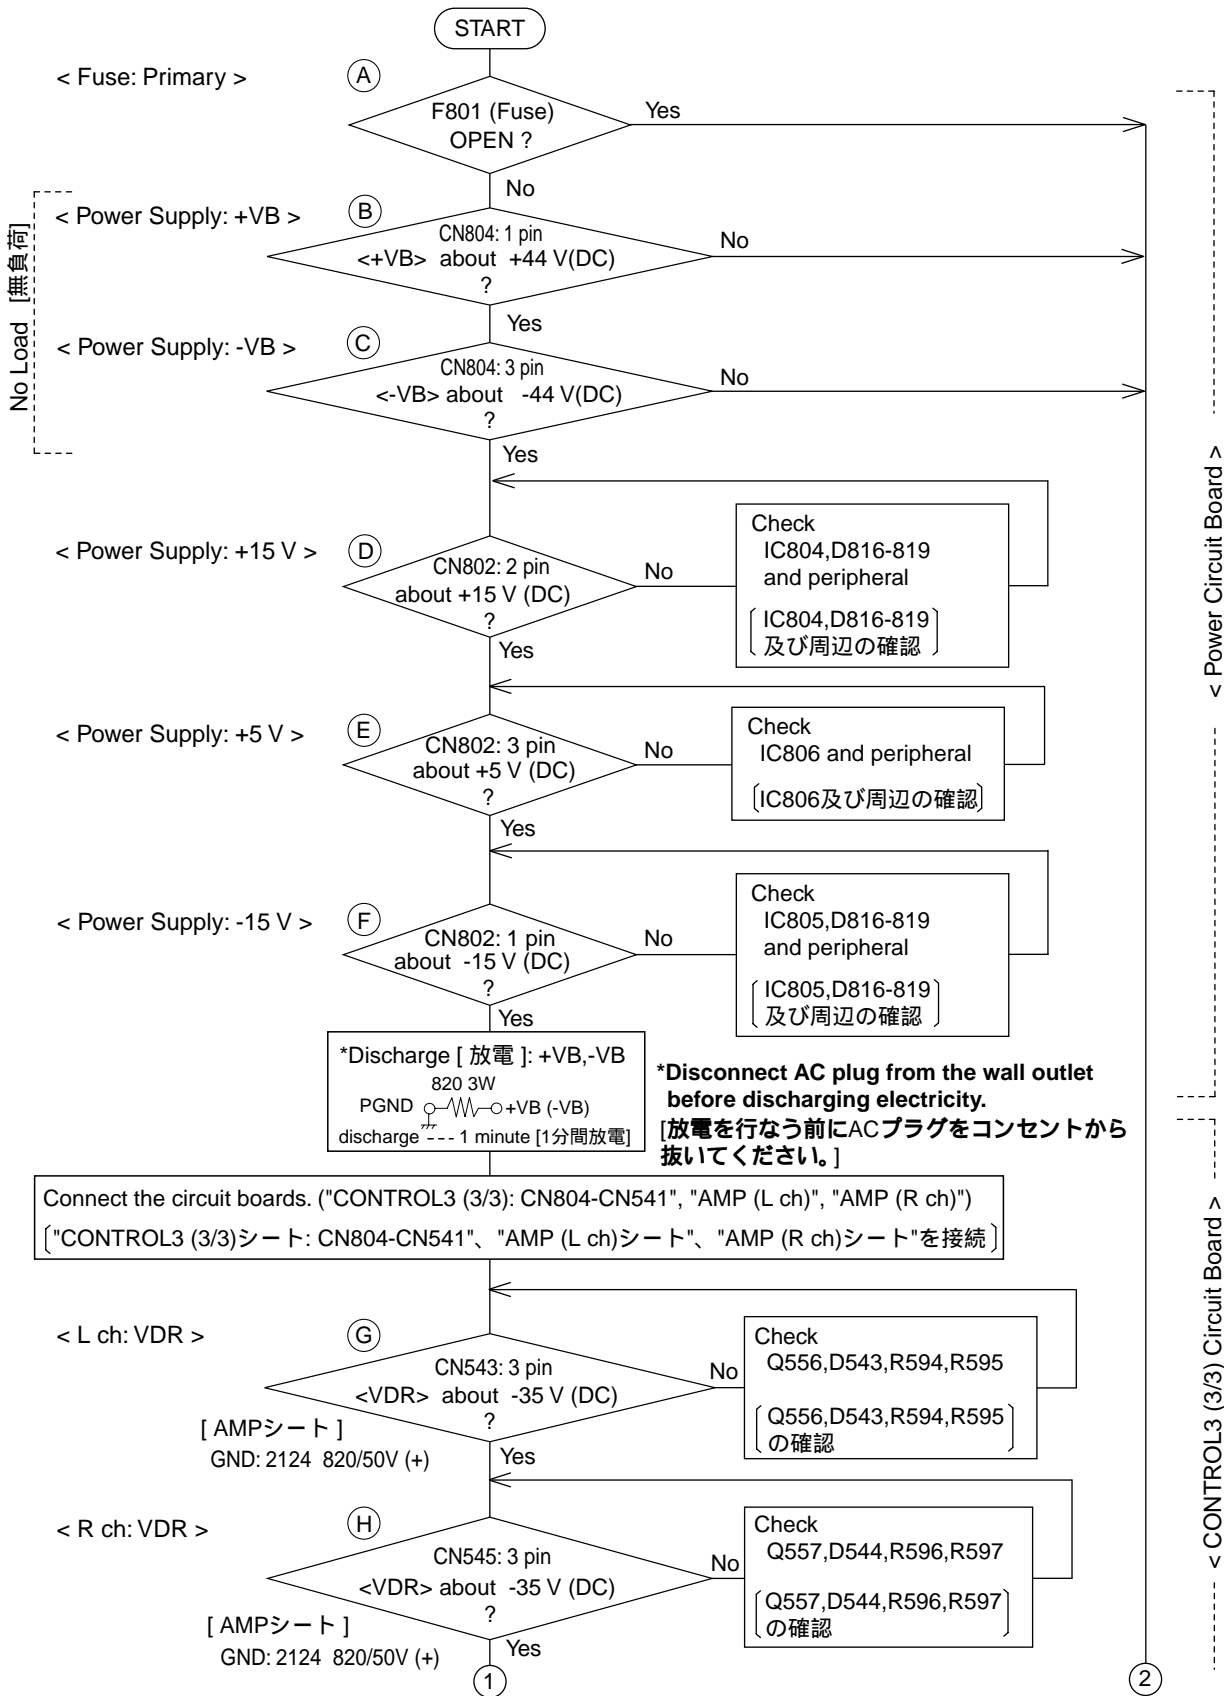 START
< Fuse: Primary >
A
F801 (Fuse)
OPEN ?
Yes
No
No Load [無負荷]
< Power Supply: +VB >
B
CN804: 1 pin
<+VB> about +44 V(DC)
?
No
Yes
< Power Supply: -VB >
C
CN804: 3 pin
<-VB> about -44 V(DC)
?
No
Yes
< Power Circuit Board >
< Power Supply: +15 V >
D
CN802: 2 pin
about +15 V (DC)
?
No
Check
IC804,D816-819
and peripheral
[IC804,D816-819
及び周辺の確認]
Yes
< Power Supply: +5 V >
E
CN802: 3 pin
about +5 V (DC)
?
No
Check
IC806 and peripheral
[IC806及び周辺の確認]
Yes
< Power Supply: -15 V >
F
CN802: 1 pin
about -15 V (DC)
?
No
Check
IC805,D816-819
and peripheral
[IC805,D816-819
及び周辺の確認]
Yes
*Discharge [ 放電 ]: +VB,-VB
820 3W
PGND +VB (-VB)
discharge --- 1 minute [1分間放電]
*Disconnect AC plug from the wall outlet
before discharging electricity.
[放電を行なう前にACプラグをコンセントから
抜いてください。]
Connect the circuit boards. ("CONTROL3 (3/3): CN804-CN541", "AMP (L ch)", "AMP (R ch)")
["CONTROL3 (3/3)シート: CN804-CN541"、"AMP (L ch)シート"、"AMP (R ch)シート"を接続]
< CONTROL3 (3/3) Circuit Board >
< L ch: VDR >
G
CN543: 3 pin
<VDR> about -35 V (DC)
?
No
Check
Q556,D543,R594,R595
[Q556,D543,R594,R595
の確認]
[ AMPシート ]
GND: 2124 820/50V (+)
Yes
< R ch: VDR >
H
CN545: 3 pin
<VDR> about -35 V (DC)
?
No
Check
Q557,D544,R596,R597
[Q557,D544,R596,R597
の確認]
[ AMPシート ]
GND: 2124 820/50V (+)
Yes
1
2